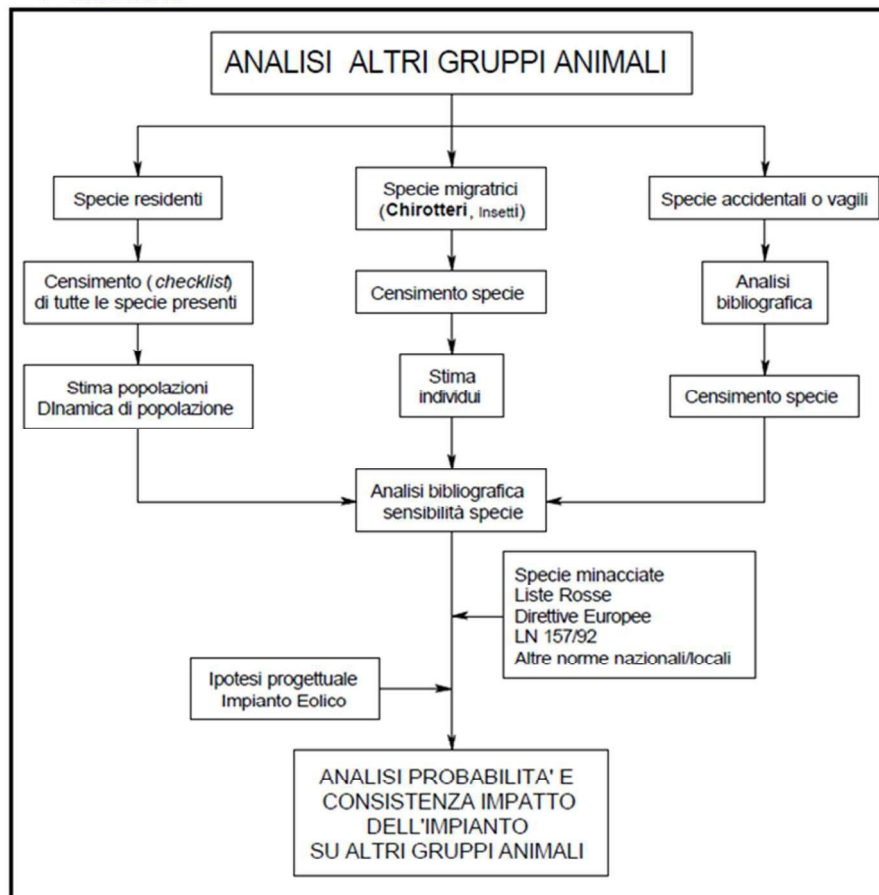 ANALISI ALTRI GRUPPI ANIMALI
Specie residenti
Specie migratrici
(Chirotteri, Insetti)
Specie accidentali o vagili
Censimento (checklist)
di tutte le specie presenti
Censimento specie
Analisi
bibliografica
Stima popolazioni
DInamica di popolazione
Stima
individui
Censimento specie
Analisi bibliografica
sensibilità specie
Specie minacciate
Liste Rosse
Direttive Europee
LN 157/92
Altre norme nazionali/locali
Ipotesi progettuale
Impianto Eolico
ANALISI PROBABILITA' E
CONSISTENZA IMPATTO
DELL'IMPIANTO
SU ALTRI GRUPPI ANIMALI